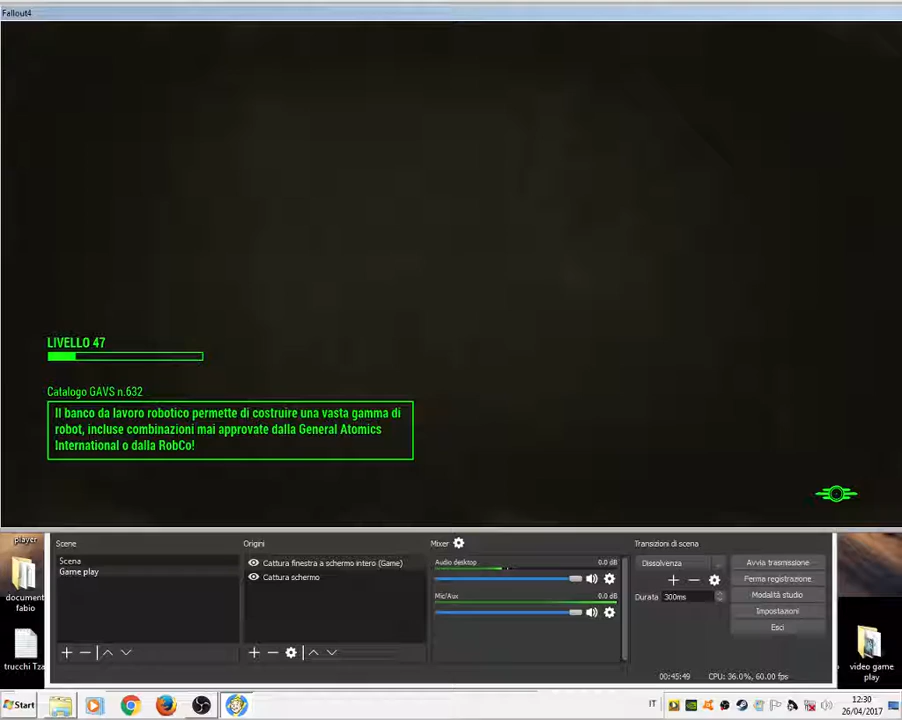 Fallout4
LIVELLO 47
Catalogo GAVS n.632
Il banco da lavoro robotico permette di costruire una vasta gamma di
robot, incluse combinazioni mai approvate dalla General Atomics
International o dalla RobCo!
player
document
fabio
trucchi Tza
Scene
Scena
Game play
Origini
Cattura finestra a schermo intero (Game)
Cattura schermo
Mixer
Audio desktop 0.0 dB
Mic/Aux 0.0 dB
Transizioni di scena
Dissolvenza
Durata 300ms
Avvia trasmissione
Ferma registrazione
Modalità studio
Impostazioni
Esci
00:45:49 CPU: 36.0%, 60.00 fps
video game
play
Start
IT
12:30
26/04/2017